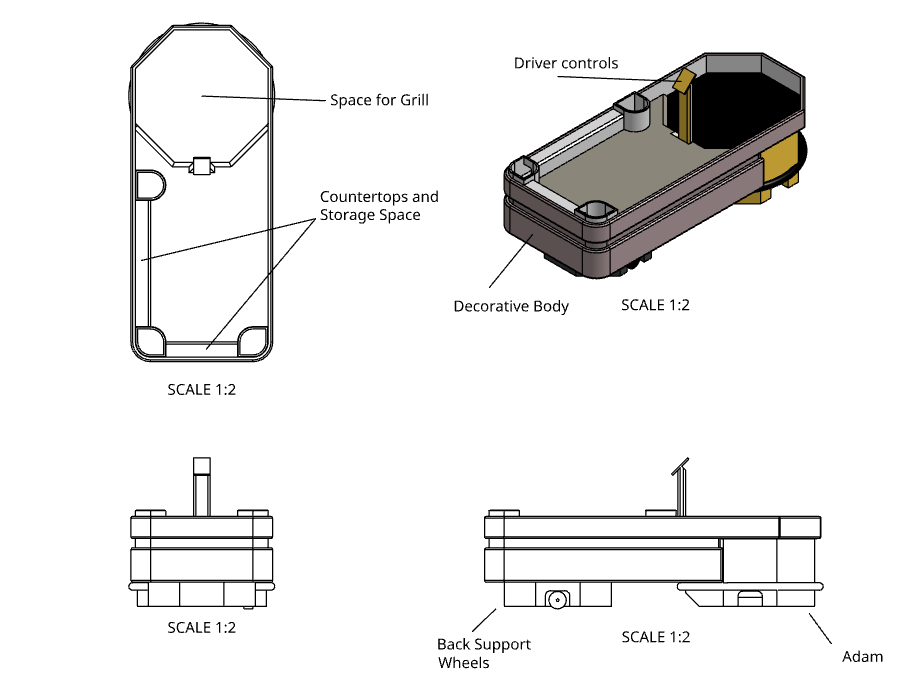 Driver controls
Space for Grill
Countertops and
Storage Space
Decorative Body
SCALE 1:2
SCALE 1:2
SCALE 1:2
SCALE 1:2
Back Support
Wheels
Adam